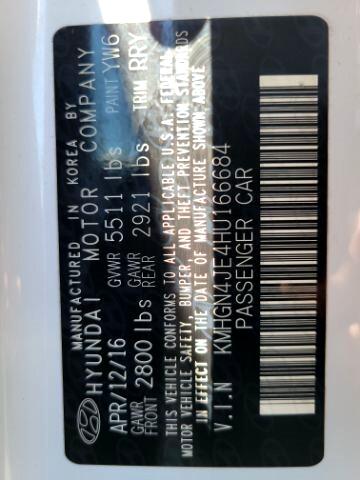 MANUFACTURED IN KOREA BY
HYUNDAI MOTOR COMPANY
APR/12/16 GVWR 5511 lbs PAINT YW6
GAWR FRONT 2800 lbs GAWR REAR 2921 lbs TRIM RRY
THIS VEHICLE CONFORMS TO ALL APPLICABLE U.S.A. FEDERAL
MOTOR VEHICLE SAFETY, BUMPER, AND THEFT PREVENTION STANDARDS
IN EFFECT ON THE DATE OF MANUFACTURE SHOWN ABOVE
V.I.N KMHGN4JE4HU166684
PASSENGER CAR